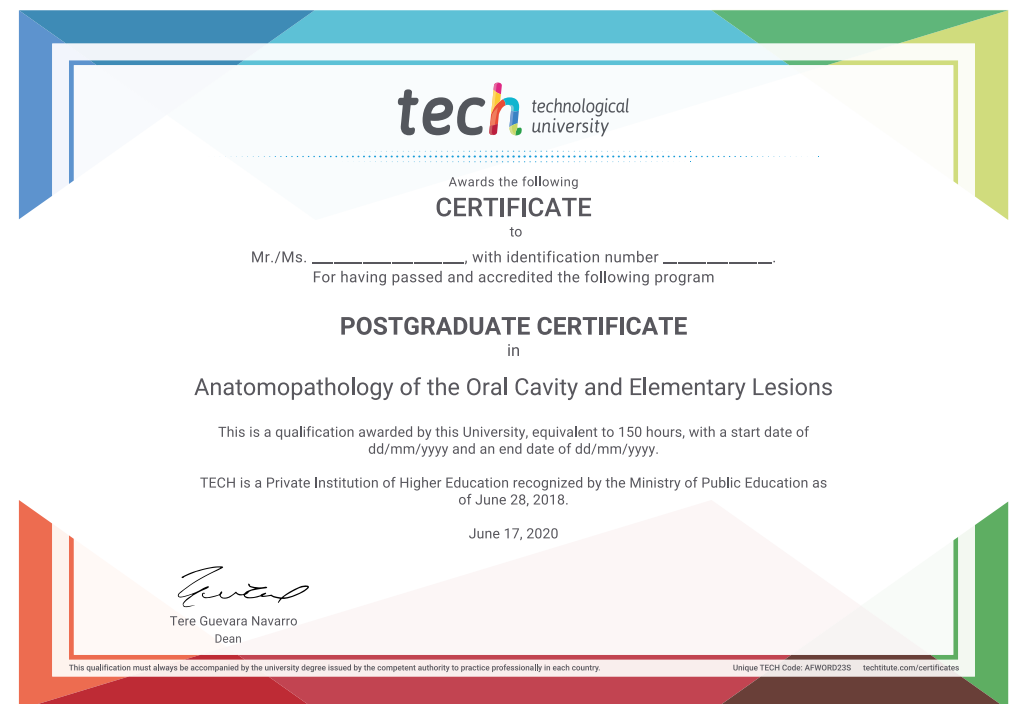 tech technological
university
Awards the following
CERTIFICATE
to
Mr./Ms. ________________, with identification number ____________.
For having passed and accredited the following program
POSTGRADUATE CERTIFICATE
in
Anatomopathology of the Oral Cavity and Elementary Lesions
This is a qualification awarded by this University, equivalent to 150 hours, with a start date of
dd/mm/yyyy and an end date of dd/mm/yyyy.
TECH is a Private Institution of Higher Education recognized by the Ministry of Public Education as
of June 28, 2018.
June 17, 2020
Tere Guevara Navarro
Dean
This qualification must always be accompanied by the university degree issued by the competent authority to practice professionally in each country.
Unique TECH Code: AFWORD23S techtitute.com/certificates